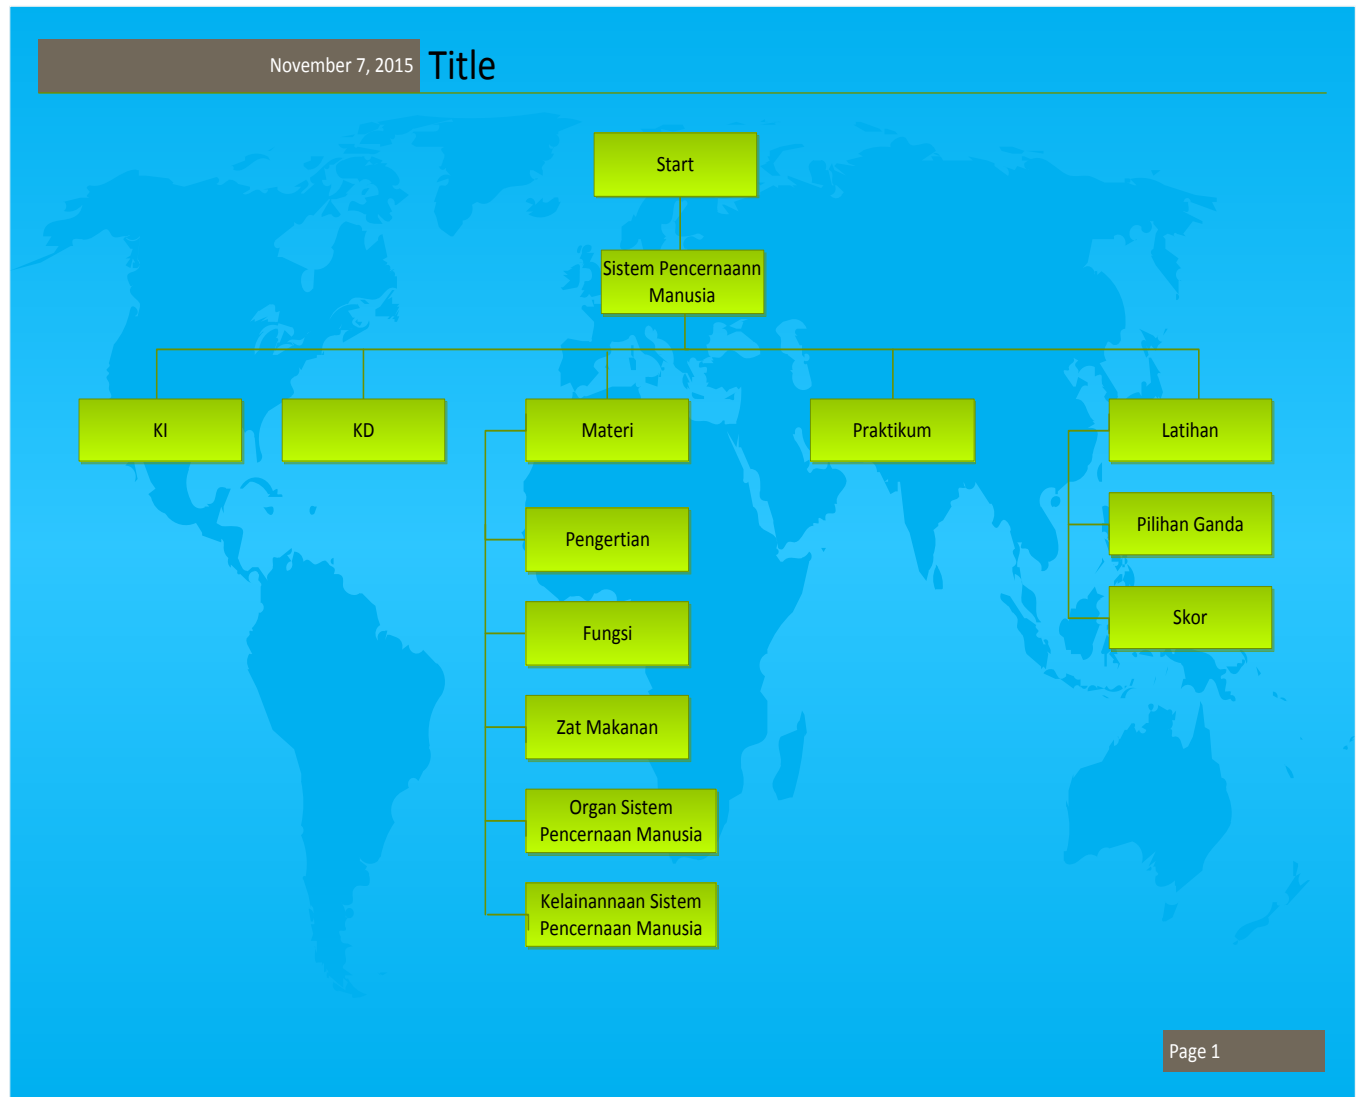 November 7, 2015
Title
Start
Sistem Pencernaann
Manusia
KI
KD
Materi
Praktikum
Latihan
Pengertian
Pilihan Ganda
Fungsi
Skor
Zat Makanan
Organ Sistem
Pencernaan Manusia
Kelainannaan Sistem
Pencernaan Manusia
Page 1